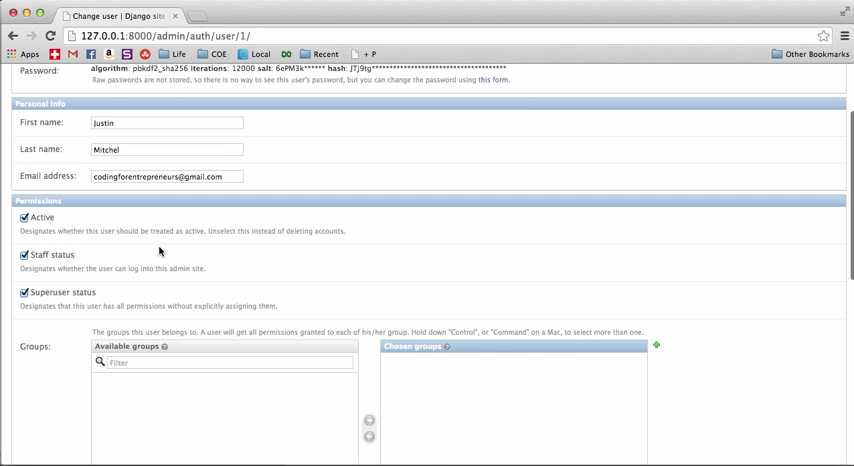 Change user | Django site
127.0.0.1:8000/admin/auth/user/1/
Apps Life COE Local DO Recent + P Other Bookmarks
Password: algorithm: pbkdf2_sha256 iterations: 12000 salt: 6ePM3k****** hash: JTj9tg**************************************
Raw passwords are not stored, so there is no way to see this user's password, but you can change the password using this form.
Personal info
First name: Justin
Last name: Mitchel
Email address: codingforentrepreneurs@gmail.com
Permissions
Active
Designates whether this user should be treated as active. Unselect this instead of deleting accounts.
Staff status
Designates whether the user can log into this admin site.
Superuser status
Designates that this user has all permissions without explicitly assigning them.
The groups this user belongs to. A user will get all permissions granted to each of his/her group. Hold down "Control", or "Command" on a Mac, to select more than one.
Groups: Available groups Chosen groups
Filter